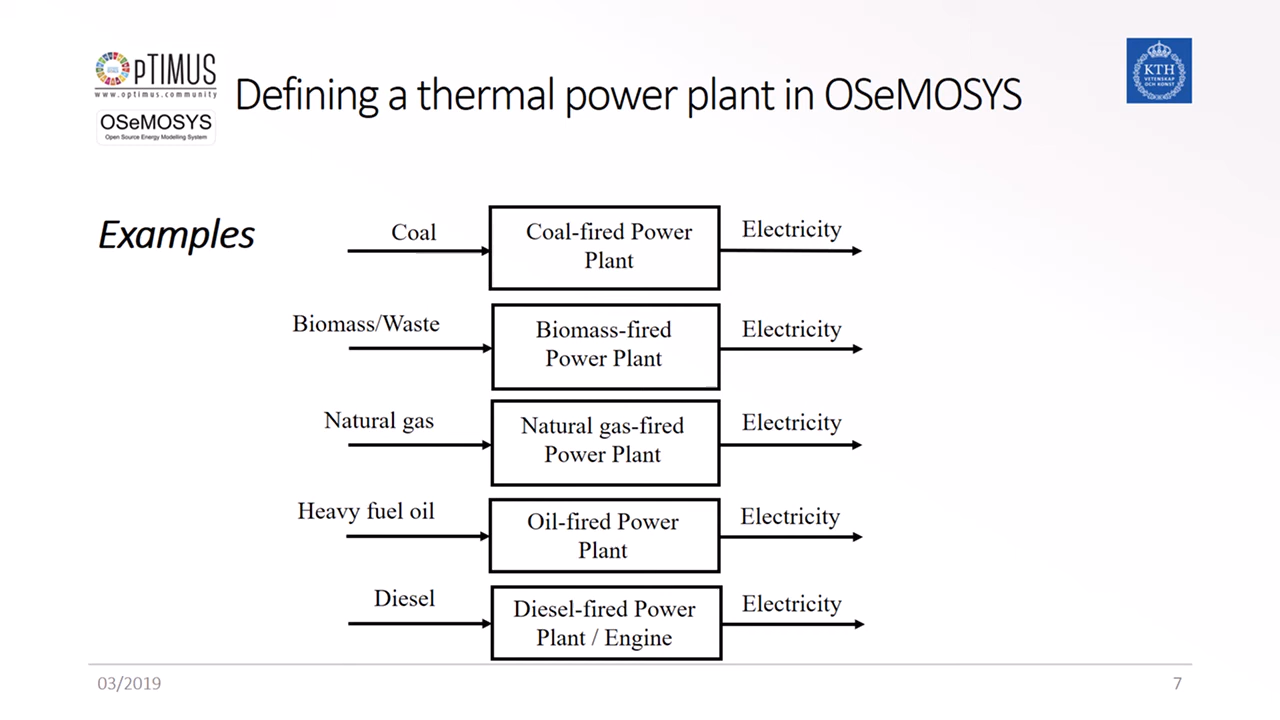 OPTIMUS
www.optimus.community
OSeMOSYS
Open Source Energy Modelling System
Defining a thermal power plant in OSeMOSYS
KTH
VETENSKAP
OCH KONST
Examples
Coal
Coal-fired Power
Plant
Electricity
Biomass/Waste
Biomass-fired
Power Plant
Electricity
Natural gas
Natural gas-fired
Power Plant
Electricity
Heavy fuel oil
Oil-fired Power
Plant
Electricity
Diesel
Diesel-fired Power
Plant / Engine
Electricity
03/2019
7